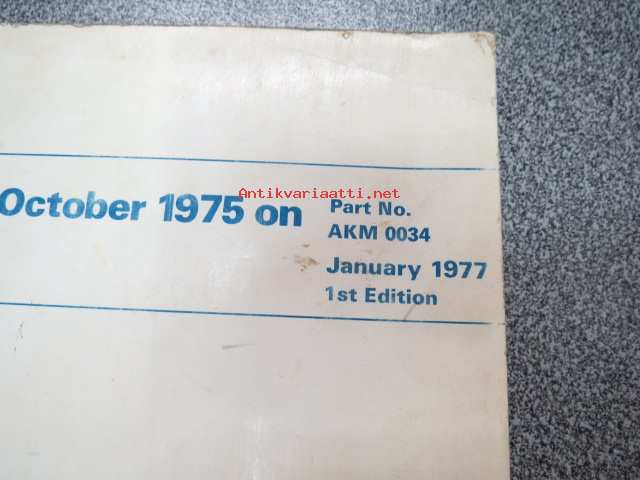 Antikvariaatti.net
October 1975 on
Part No.
AKM 0034
January 1977
1st Edition